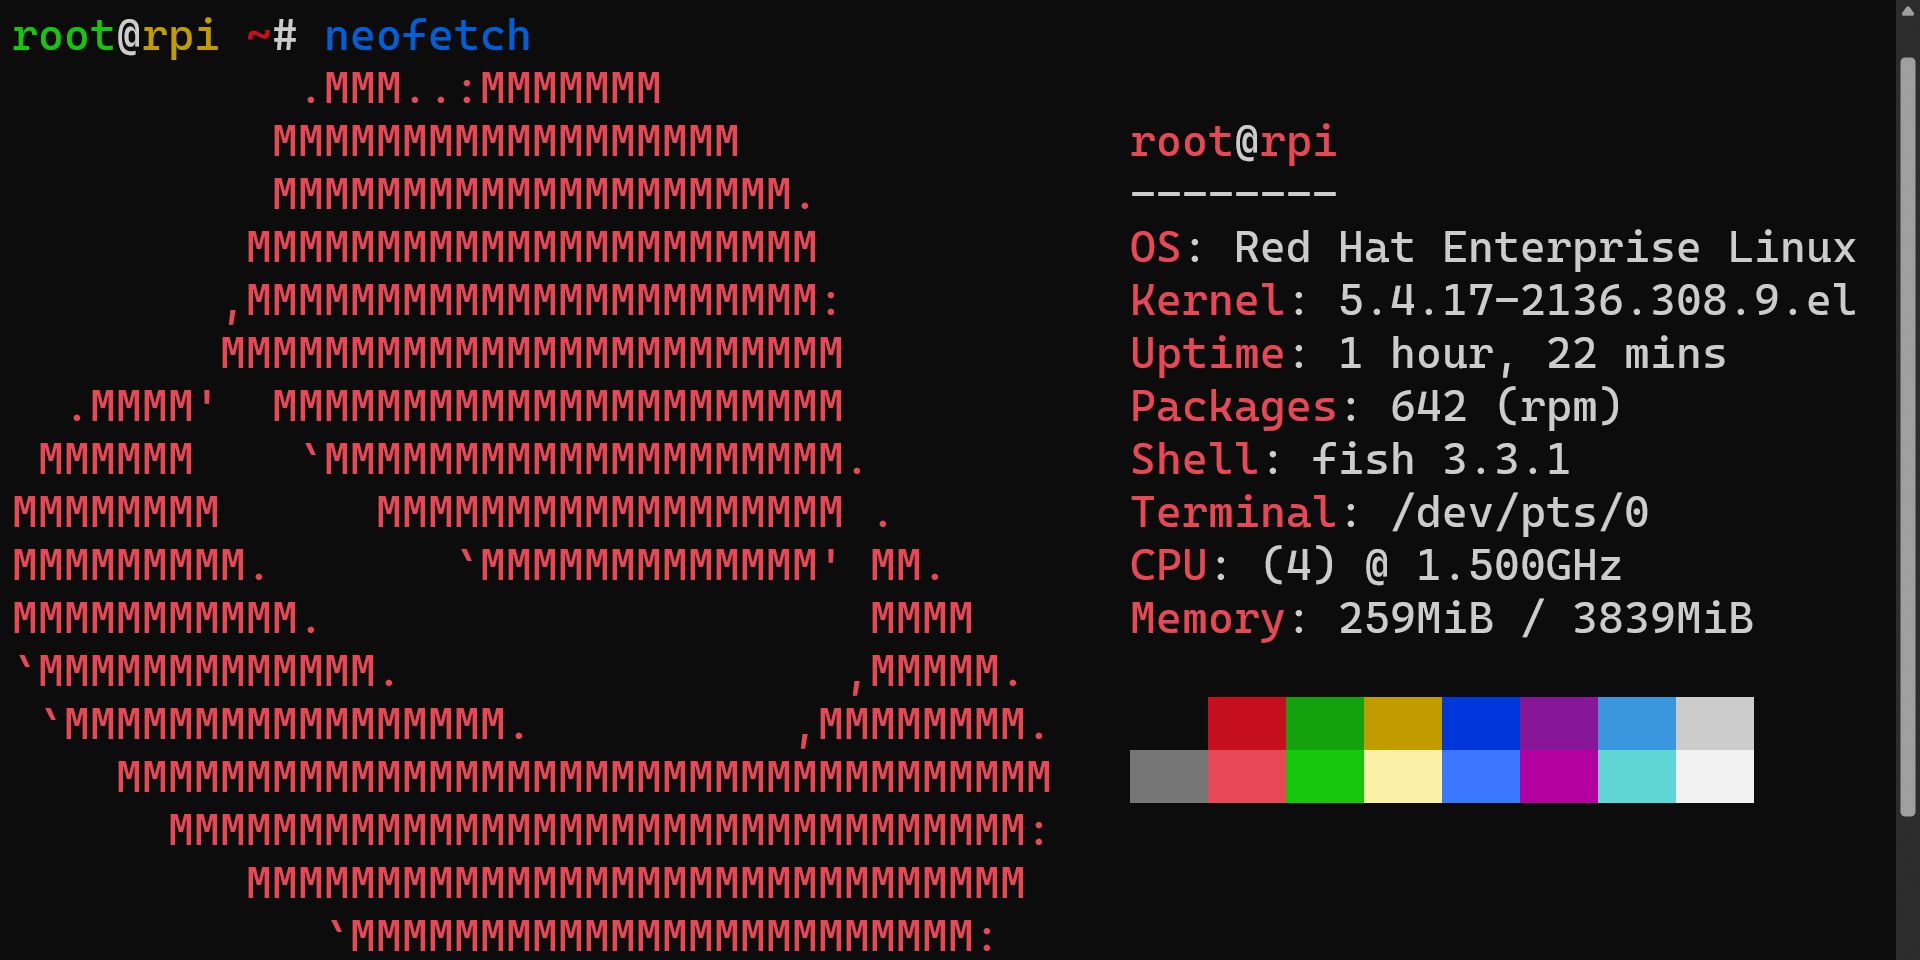 root@rpi ~# neofetch
.MMM..:MMMMMMM
MMMMMMMMMMMMMMMMMM
MMMMMMMMMMMMMMMMMMMM.
MMMMMMMMMMMMMMMMMMMMMM
,MMMMMMMMMMMMMMMMMMMMMM:
MMMMMMMMMMMMMMMMMMMMMMMM
.MMMM' MMMMMMMMMMMMMMMMMMMMMM
MMMMMM `MMMMMMMMMMMMMMMMMMMM.
MMMMMMMM MMMMMMMMMMMMMMMMMM .
MMMMMMMMM. `MMMMMMMMMMMMM' MM.
MMMMMMMMMMM. MMMM
`MMMMMMMMMMMMM. ,MMMMM.
`MMMMMMMMMMMMMMMMM. ,MMMMMMMM.
MMMMMMMMMMMMMMMMMMMMMMMMMMMMMMMMMMMM
MMMMMMMMMMMMMMMMMMMMMMMMMMMMMMMMM:
MMMMMMMMMMMMMMMMMMMMMMMMMMMMMM
`MMMMMMMMMMMMMMMMMMMMMMMM:
root@rpi
--------
OS: Red Hat Enterprise Linux
Kernel: 5.4.17-2136.308.9.el
Uptime: 1 hour, 22 mins
Packages: 642 (rpm)
Shell: fish 3.3.1
Terminal: /dev/pts/0
CPU: (4) @ 1.500GHz
Memory: 259MiB / 3839MiB